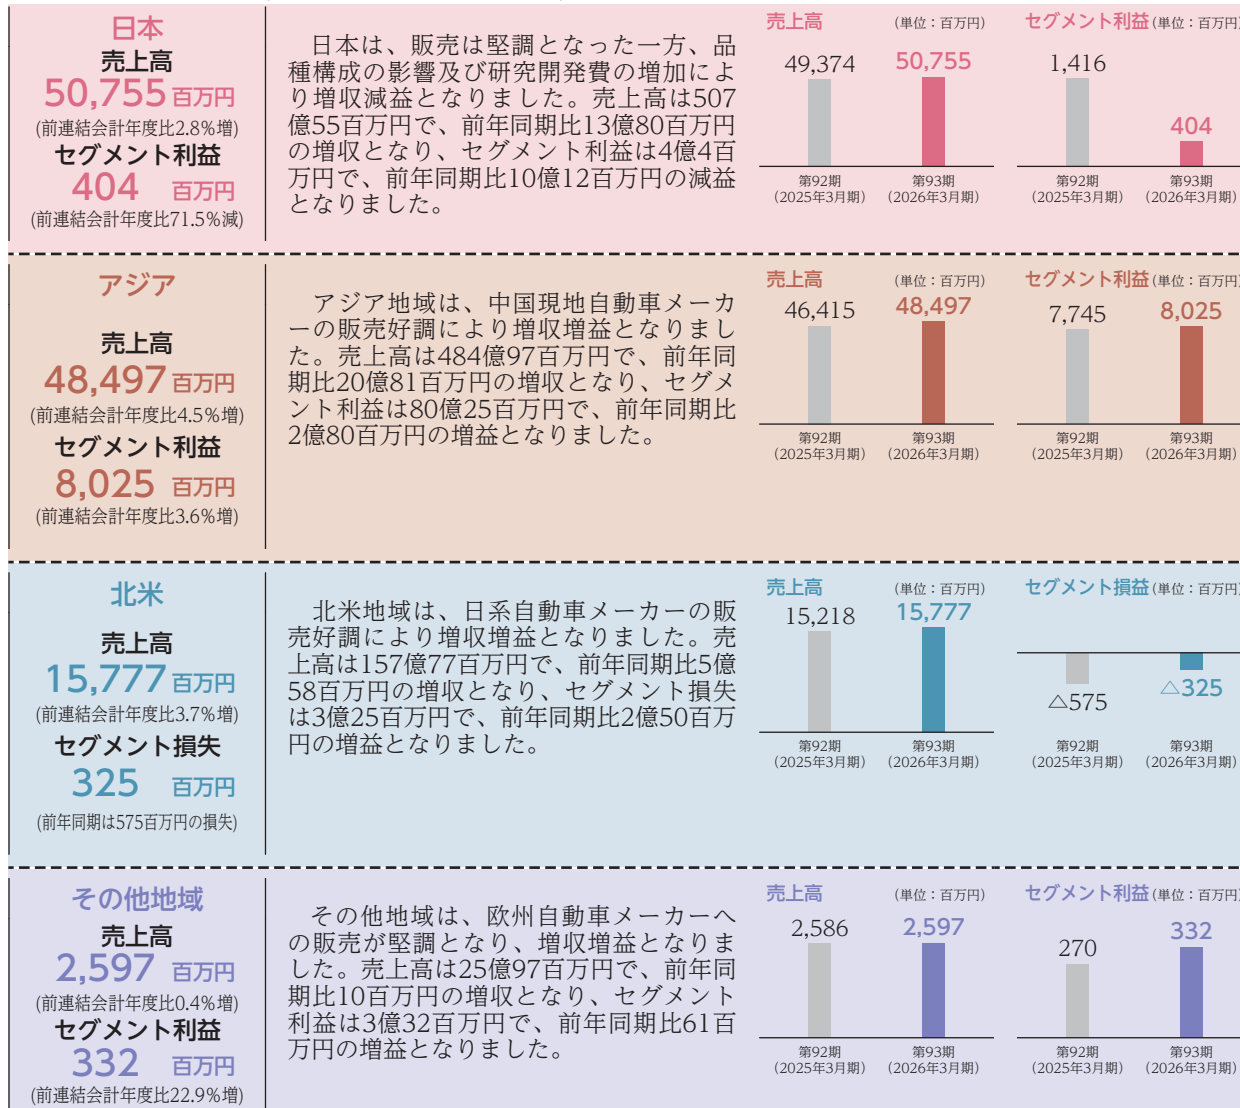 日本
売上高
50,755 百万円
(前連結会計年度比2.8％増)
セグメント利益
404 百万円
(前連結会計年度比71.5％減)
日本は、販売は堅調となった一方、品
種構成の影響及び研究開発費の増加によ
り増収減益となりました。売上高は507
億55百万円で、前年同期比13億80百万円
の増収となり、セグメント利益は4億4百
万円で、前年同期比10億12百万円の減益
となりました。
売上高 (単位：百万円)
49,374 50,755
第92期 第93期
(2025年3月期) (2026年3月期)
セグメント利益 (単位：百万円)
1,416 404
第92期 第93期
(2025年3月期) (2026年3月期)
アジア
売上高
48,497 百万円
(前連結会計年度比4.5％増)
セグメント利益
8,025 百万円
(前連結会計年度比3.6％増)
アジア地域は、中国現地自動車メーカ
ーの販売好調により増収増益となりまし
た。売上高は484億97百万円で、前年同
期比20億81百万円の増収となり、セグメ
ント利益は80億25百万円で、前年同期比
2億80百万円の増益となりました。
売上高 (単位：百万円)
46,415 48,497
第92期 第93期
(2025年3月期) (2026年3月期)
セグメント利益 (単位：百万円)
7,745 8,025
第92期 第93期
(2025年3月期) (2026年3月期)
北米
売上高
15,777 百万円
(前連結会計年度比3.7％増)
セグメント損失
325 百万円
(前年同期は575百万円の損失)
北米地域は、日系自動車メーカーの販
売好調により増収増益となりました。売
上高は157億77百万円で、前年同期比5億
58百万円の増収となり、セグメント損失
は3億25百万円で、前年同期比2億50百万
円の増益となりました。
売上高 (単位：百万円)
15,218 15,777
第92期 第93期
(2025年3月期) (2026年3月期)
セグメント損益 (単位：百万円)
△575 △325
第92期 第93期
(2025年3月期) (2026年3月期)
その他地域
売上高
2,597 百万円
(前連結会計年度比0.4％増)
セグメント利益
332 百万円
(前連結会計年度比22.9％増)
その他地域は、欧州自動車メーカーへ
の販売が堅調となり、増収増益となりま
した。売上高は25億97百万円で、前年同
期比10百万円の増収となり、セグメント
利益は3億32百万円で、前年同期比61百
万円の増益となりました。
売上高 (単位：百万円)
2,586 2,597
第92期 第93期
(2025年3月期) (2026年3月期)
セグメント利益 (単位：百万円)
270 332
第92期 第93期
(2025年3月期) (2026年3月期)